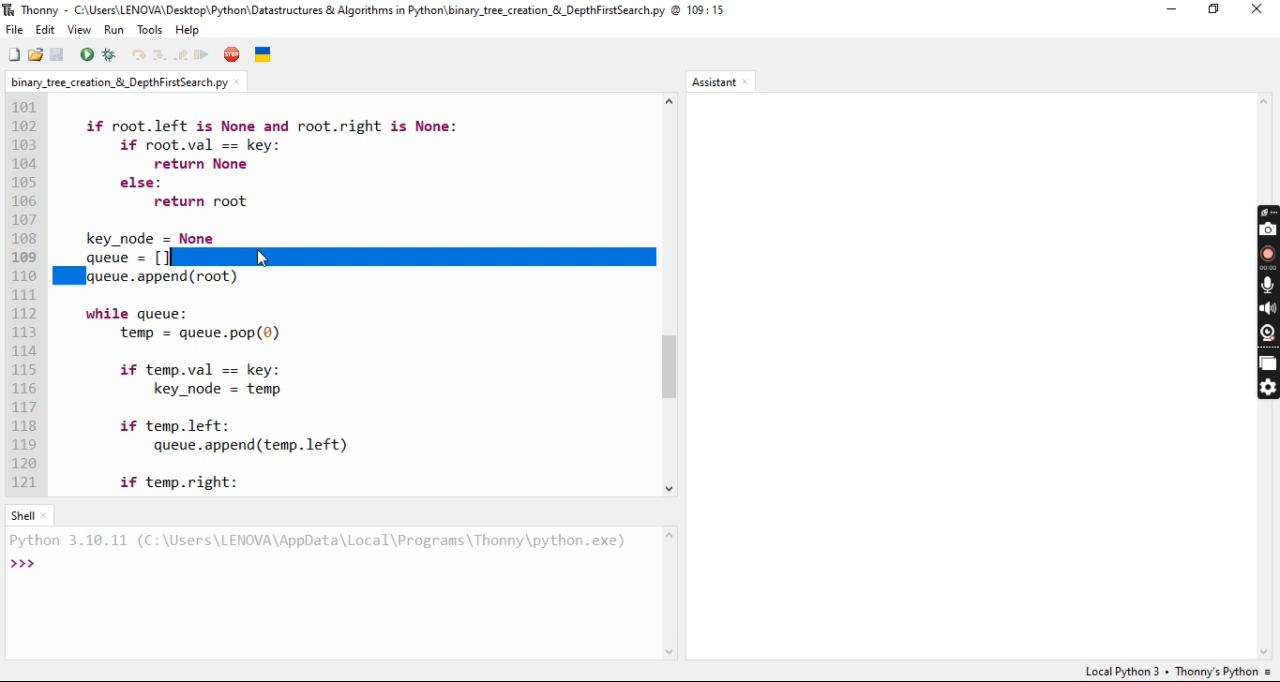 Thonny - C:\Users\LENOVA\Desktop\Python\Datastructures & Algorithms in Python\binary_tree_creation_&_DepthFirstSearch.py @ 109 : 15
File Edit View Run Tools Help
STOP
binary_tree_creation_&_DepthFirstSearch.py ×
101
102 if root.left is None and root.right is None:
103 if root.val == key:
104 return None
105 else:
106 return root
107
108 key_node = None
109 queue = []
110 queue.append(root)
111
112 while queue:
113 temp = queue.pop(0)
114
115 if temp.val == key:
116 key_node = temp
117
118 if temp.left:
119 queue.append(temp.left)
120
121 if temp.right:
Shell ×
Python 3.10.11 (C:\Users\LENOVA\AppData\Local\Programs\Thonny\python.exe)
>>>
Assistant ×
00:00
Local Python 3 • Thonny's Python ≡